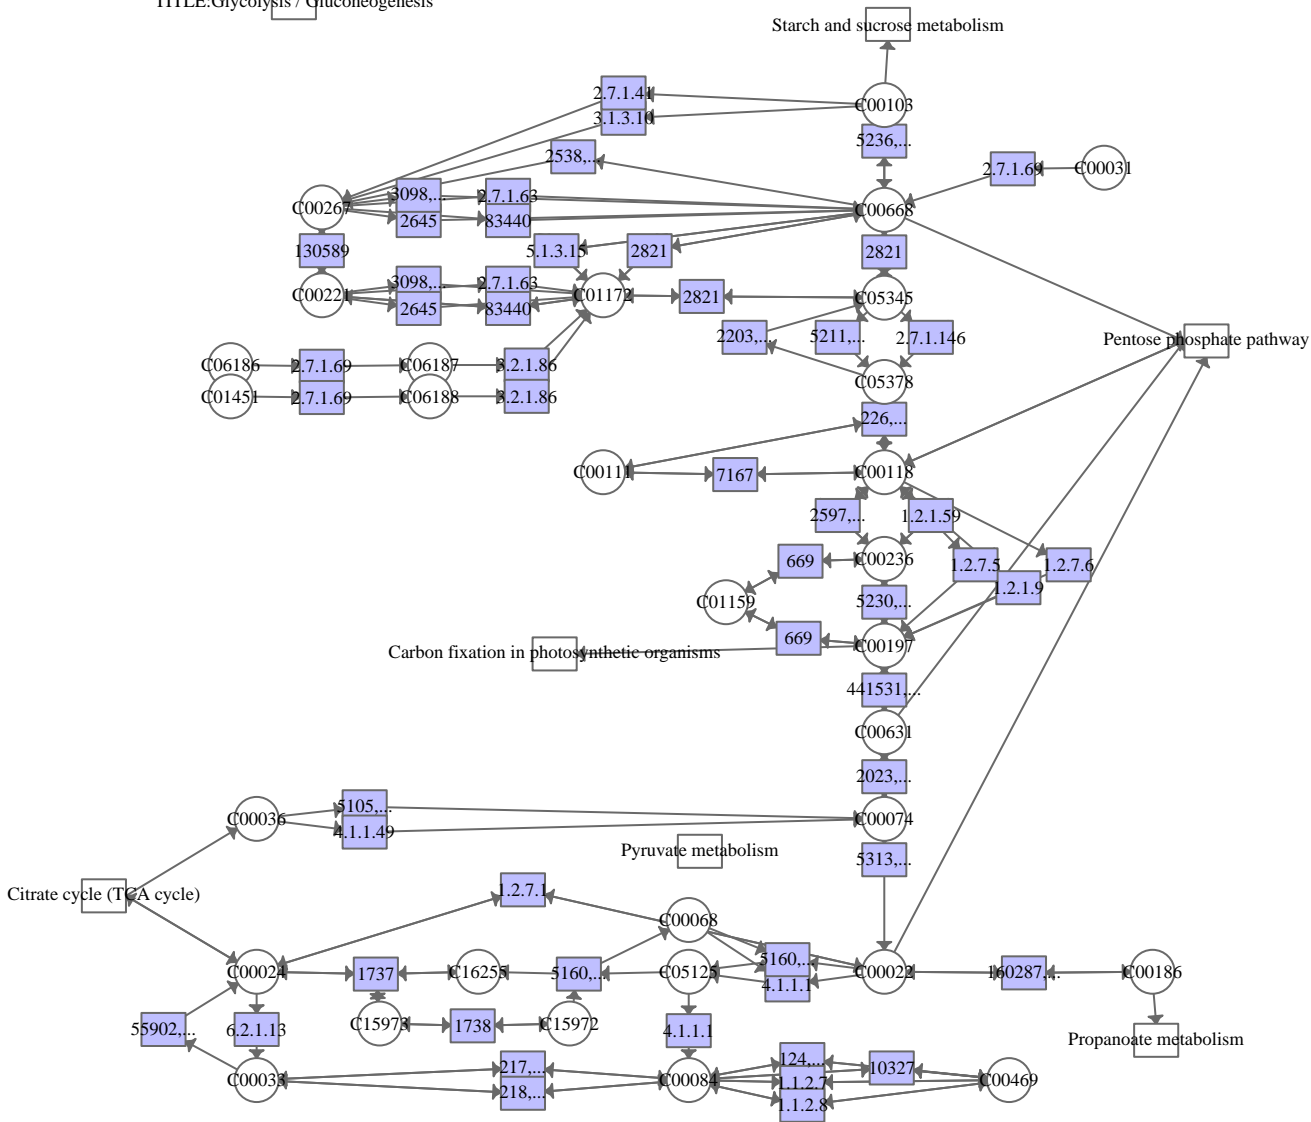 TITLE:Glycolysis / Gluconeogenesis
Starch and sucrose metabolism
2.7.1.41
C00103
3.1.3.10
5236,...
2538,...
2.7.1.69
C00031
3098,...
2.7.1.63
C00267
C00668
2645
83440
130589
5.1.3.15
2821
2821
3098,...
2.7.1.63
C00221
C01172
2821
C05345
2645
83440
2203,...
5211,...
2.7.1.146
Pentose phosphate pathway
C06186
2.7.1.69
C06187
3.2.1.86
C05378
C01451
2.7.1.69
C06188
3.2.1.86
226,...
C00111
7167
C00118
2597,...
1.2.1.59
669
C00236
1.2.7.5
1.2.7.6
1.2.1.9
C01159
5230,...
669
C00197
Carbon fixation in photosynthetic organisms
441531,...
C00631
2023,...
5105,...
C00036
C00074
4.1.1.49
Pyruvate metabolism
5313,...
Citrate cycle (TCA cycle)
1.2.7.1
C00068
5160,...
C00024
1737
C16255
5160,...
C05125
C00022
160287,...
C00186
4.1.1.1
55902,...
6.2.1.13
C15973
1738
C15972
4.1.1.1
Propanoate metabolism
217,...
124,...
10327
C00033
C00084
1.1.2.7
C00469
218,...
1.1.2.8